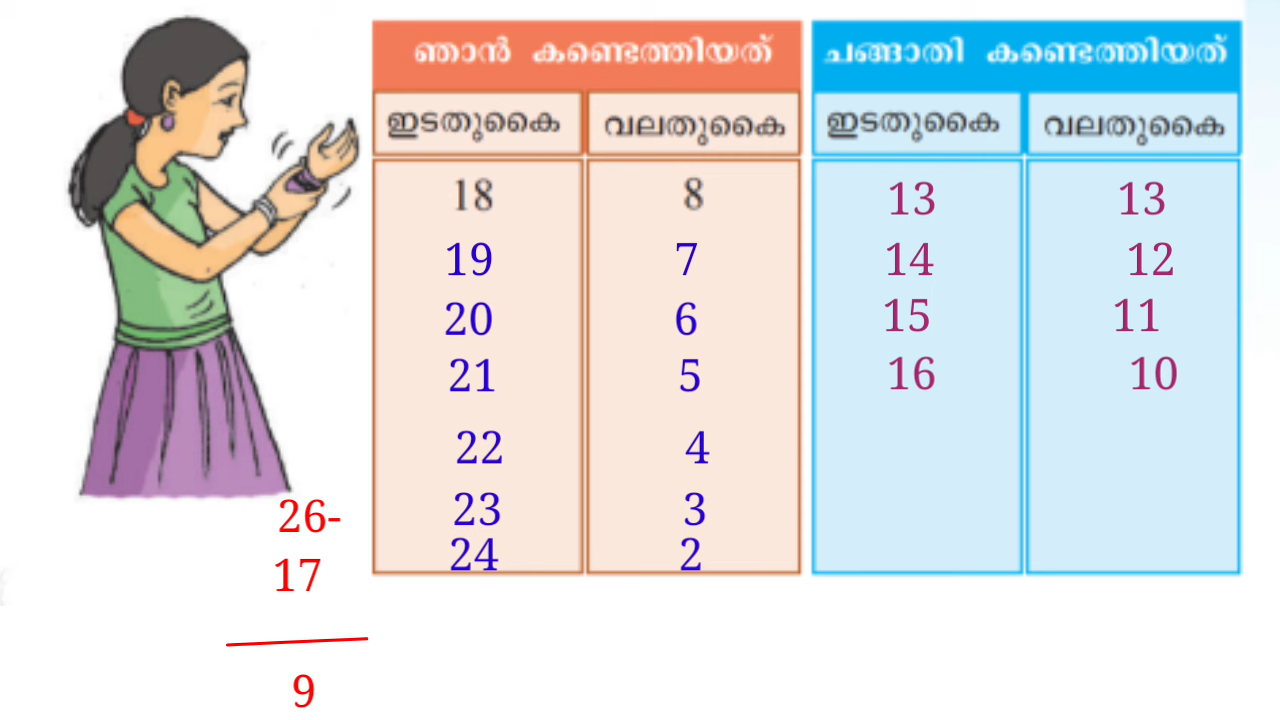 ഞാൻ കണ്ടെത്തിയത് ചങ്ങാതി കണ്ടെത്തിയത്
ഇടതുകൈ വലതുകൈ ഇടതുകൈ വലതുകൈ
18 8 13 13
19 7 14 12
20 6 15 11
21 5 16 10
22 4
23 3
24 2
26-
17
9